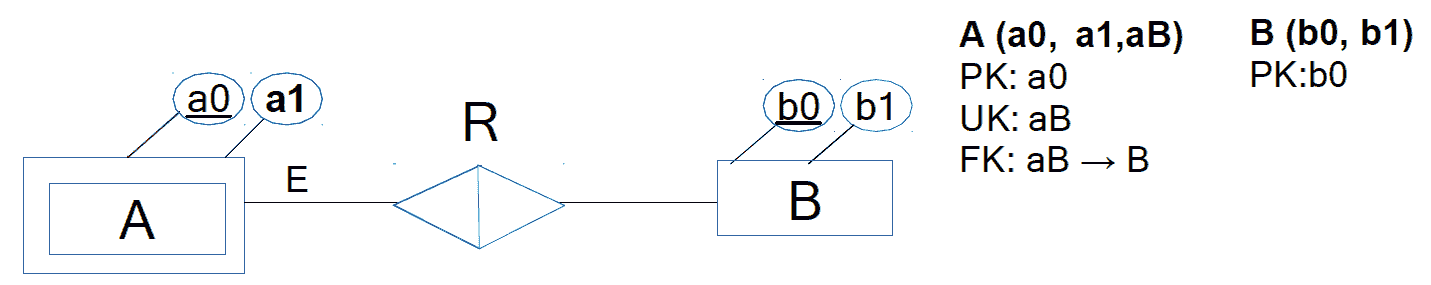 a0
a1
E
R
A
b0
b1
B
A (a0, a1,aB)
PK: a0
UK: aB
FK: aB → B
B (b0, b1)
PK:b0